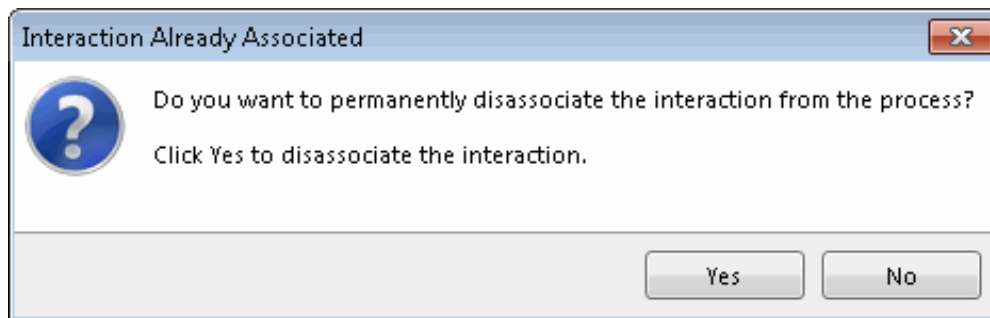 Interaction Already Associated
Do you want to permanently disassociate the interaction from the process?
Click Yes to disassociate the interaction.
Yes No